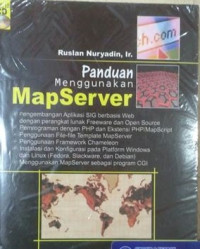 Ruslan Nuryadin, Ir.
Panduan
Menggunakan
MapServer
Pengembangan Aplikasi SIG berbasis Web
dengan perangkat lunak Freeware dan Open Source
Pemrograman dengan PHP dan Ekstensi PHP/MapScript
Penggunaan File-file Template MapServer
Penggunaan Framework Chameleon
Instalasi dan Konfigurasi pada Platform Windows
dan Linux (Fedora, Slackware, dan Debian)
Menggunakan MapServer sebagai program CGI